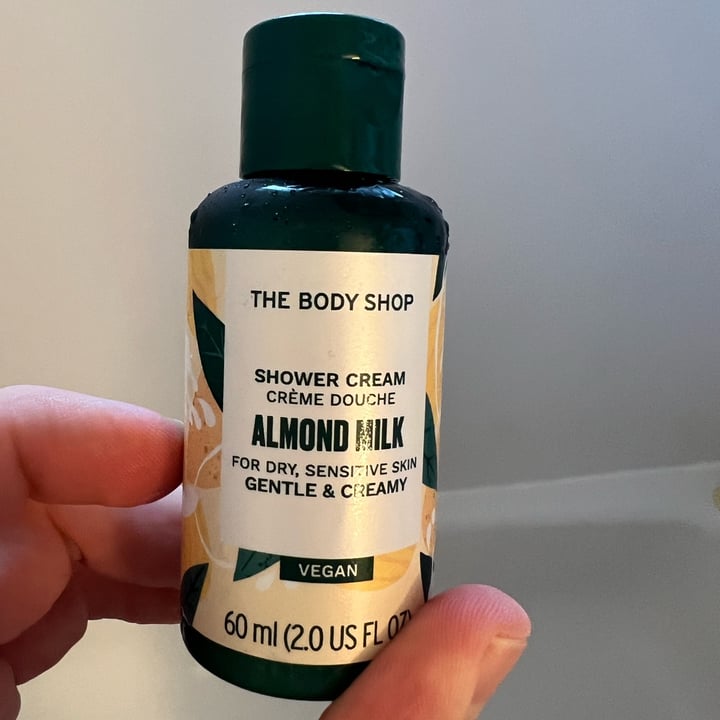 THE BODY SHOP
SHOWER CREAM
CRÈME DOUCHE
ALMOND MILK
FOR DRY, SENSITIVE SKIN
GENTLE & CREAMY
VEGAN
60 ml (2.0 US FL OZ)